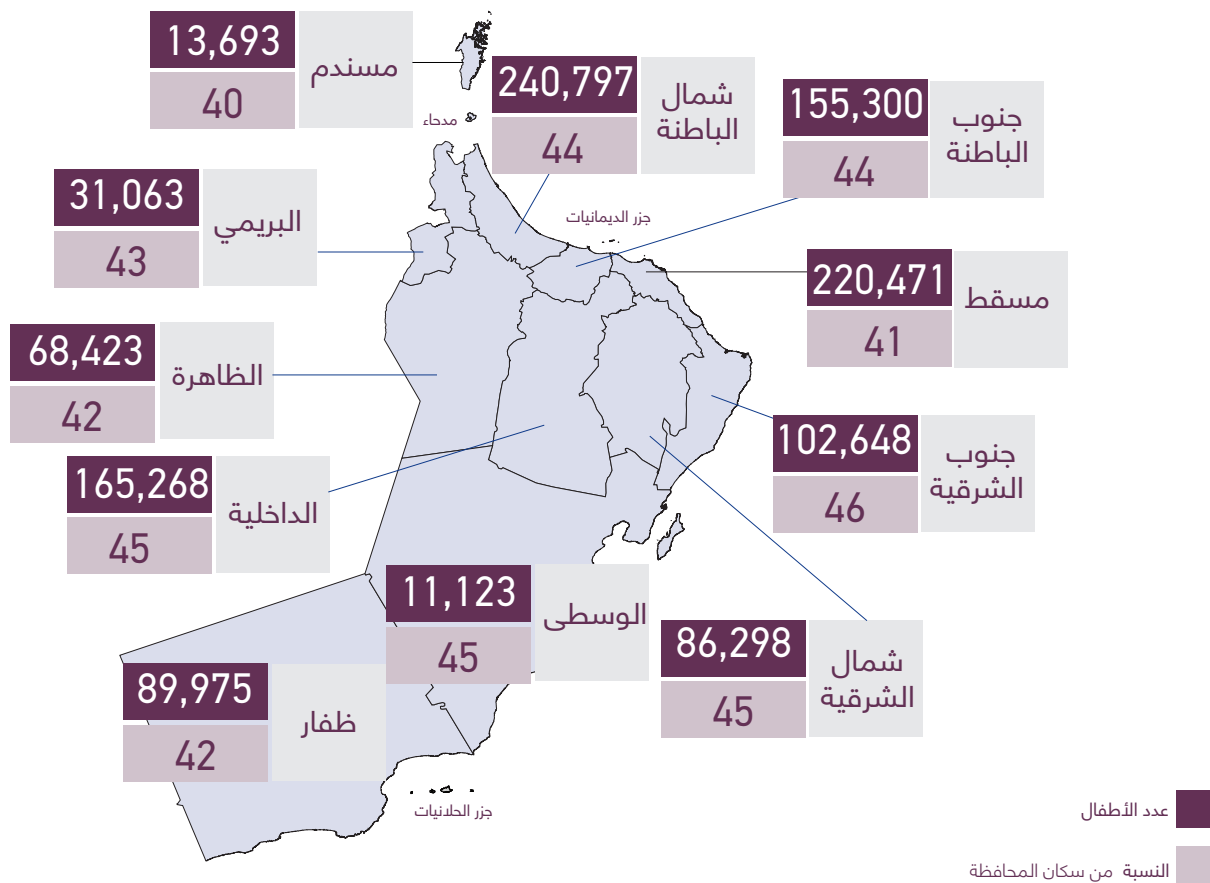 مسندم
13,693
40
شمال
الباطنة
240,797
44
جنوب
الباطنة
155,300
44
مدحاء
البريمي
31,063
43
جزر الديمانيات
مسقط
220,471
41
الظاهرة
68,423
42
جنوب
الشرقية
102,648
46
الداخلية
165,268
45
الوسطى
11,123
45
شمال
الشرقية
86,298
45
ظفار
89,975
42
جزر الحلانيات
عدد الأطفال
النسبة من سكان المحافظة